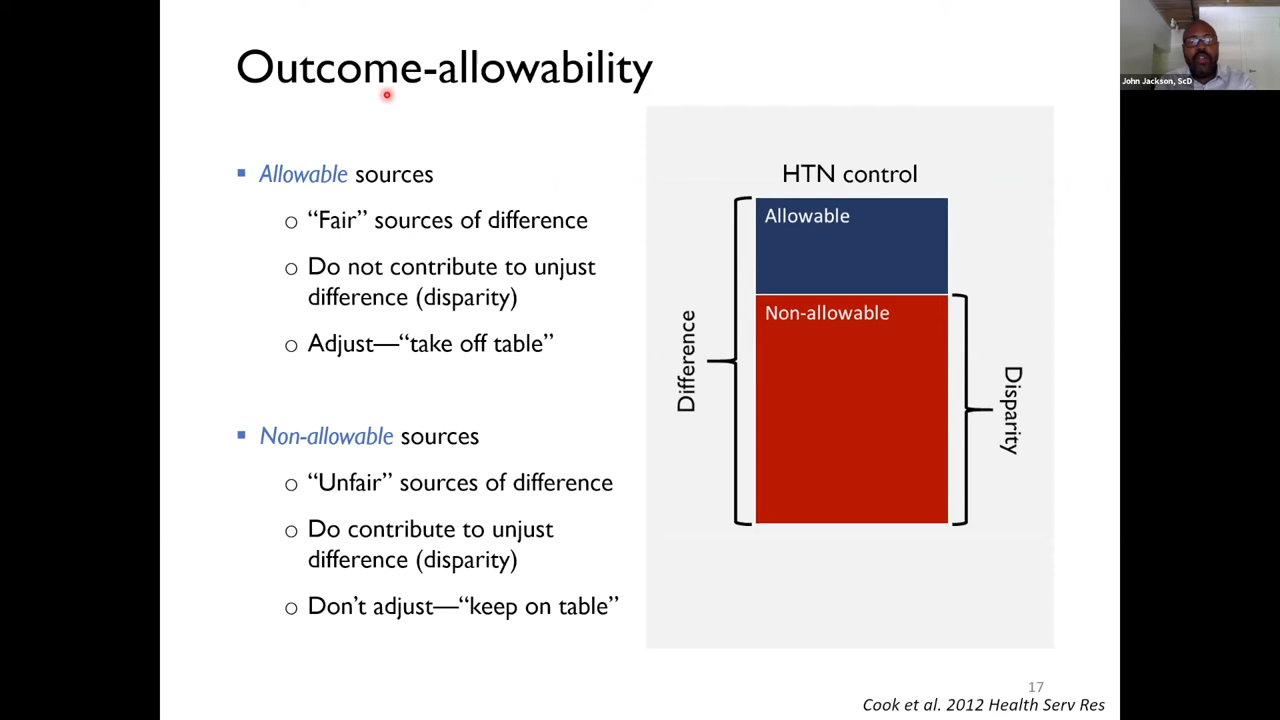 Outcome-allowability
John Jackson, ScD
Allowable sources
“Fair” sources of difference
Do not contribute to unjust
difference (disparity)
Adjust—“take off table”
Non-allowable sources
“Unfair” sources of difference
Do contribute to unjust
difference (disparity)
Don’t adjust—“keep on table”
HTN control
Allowable
Non-allowable
Difference
Disparity
17
Cook et al. 2012 Health Serv Res